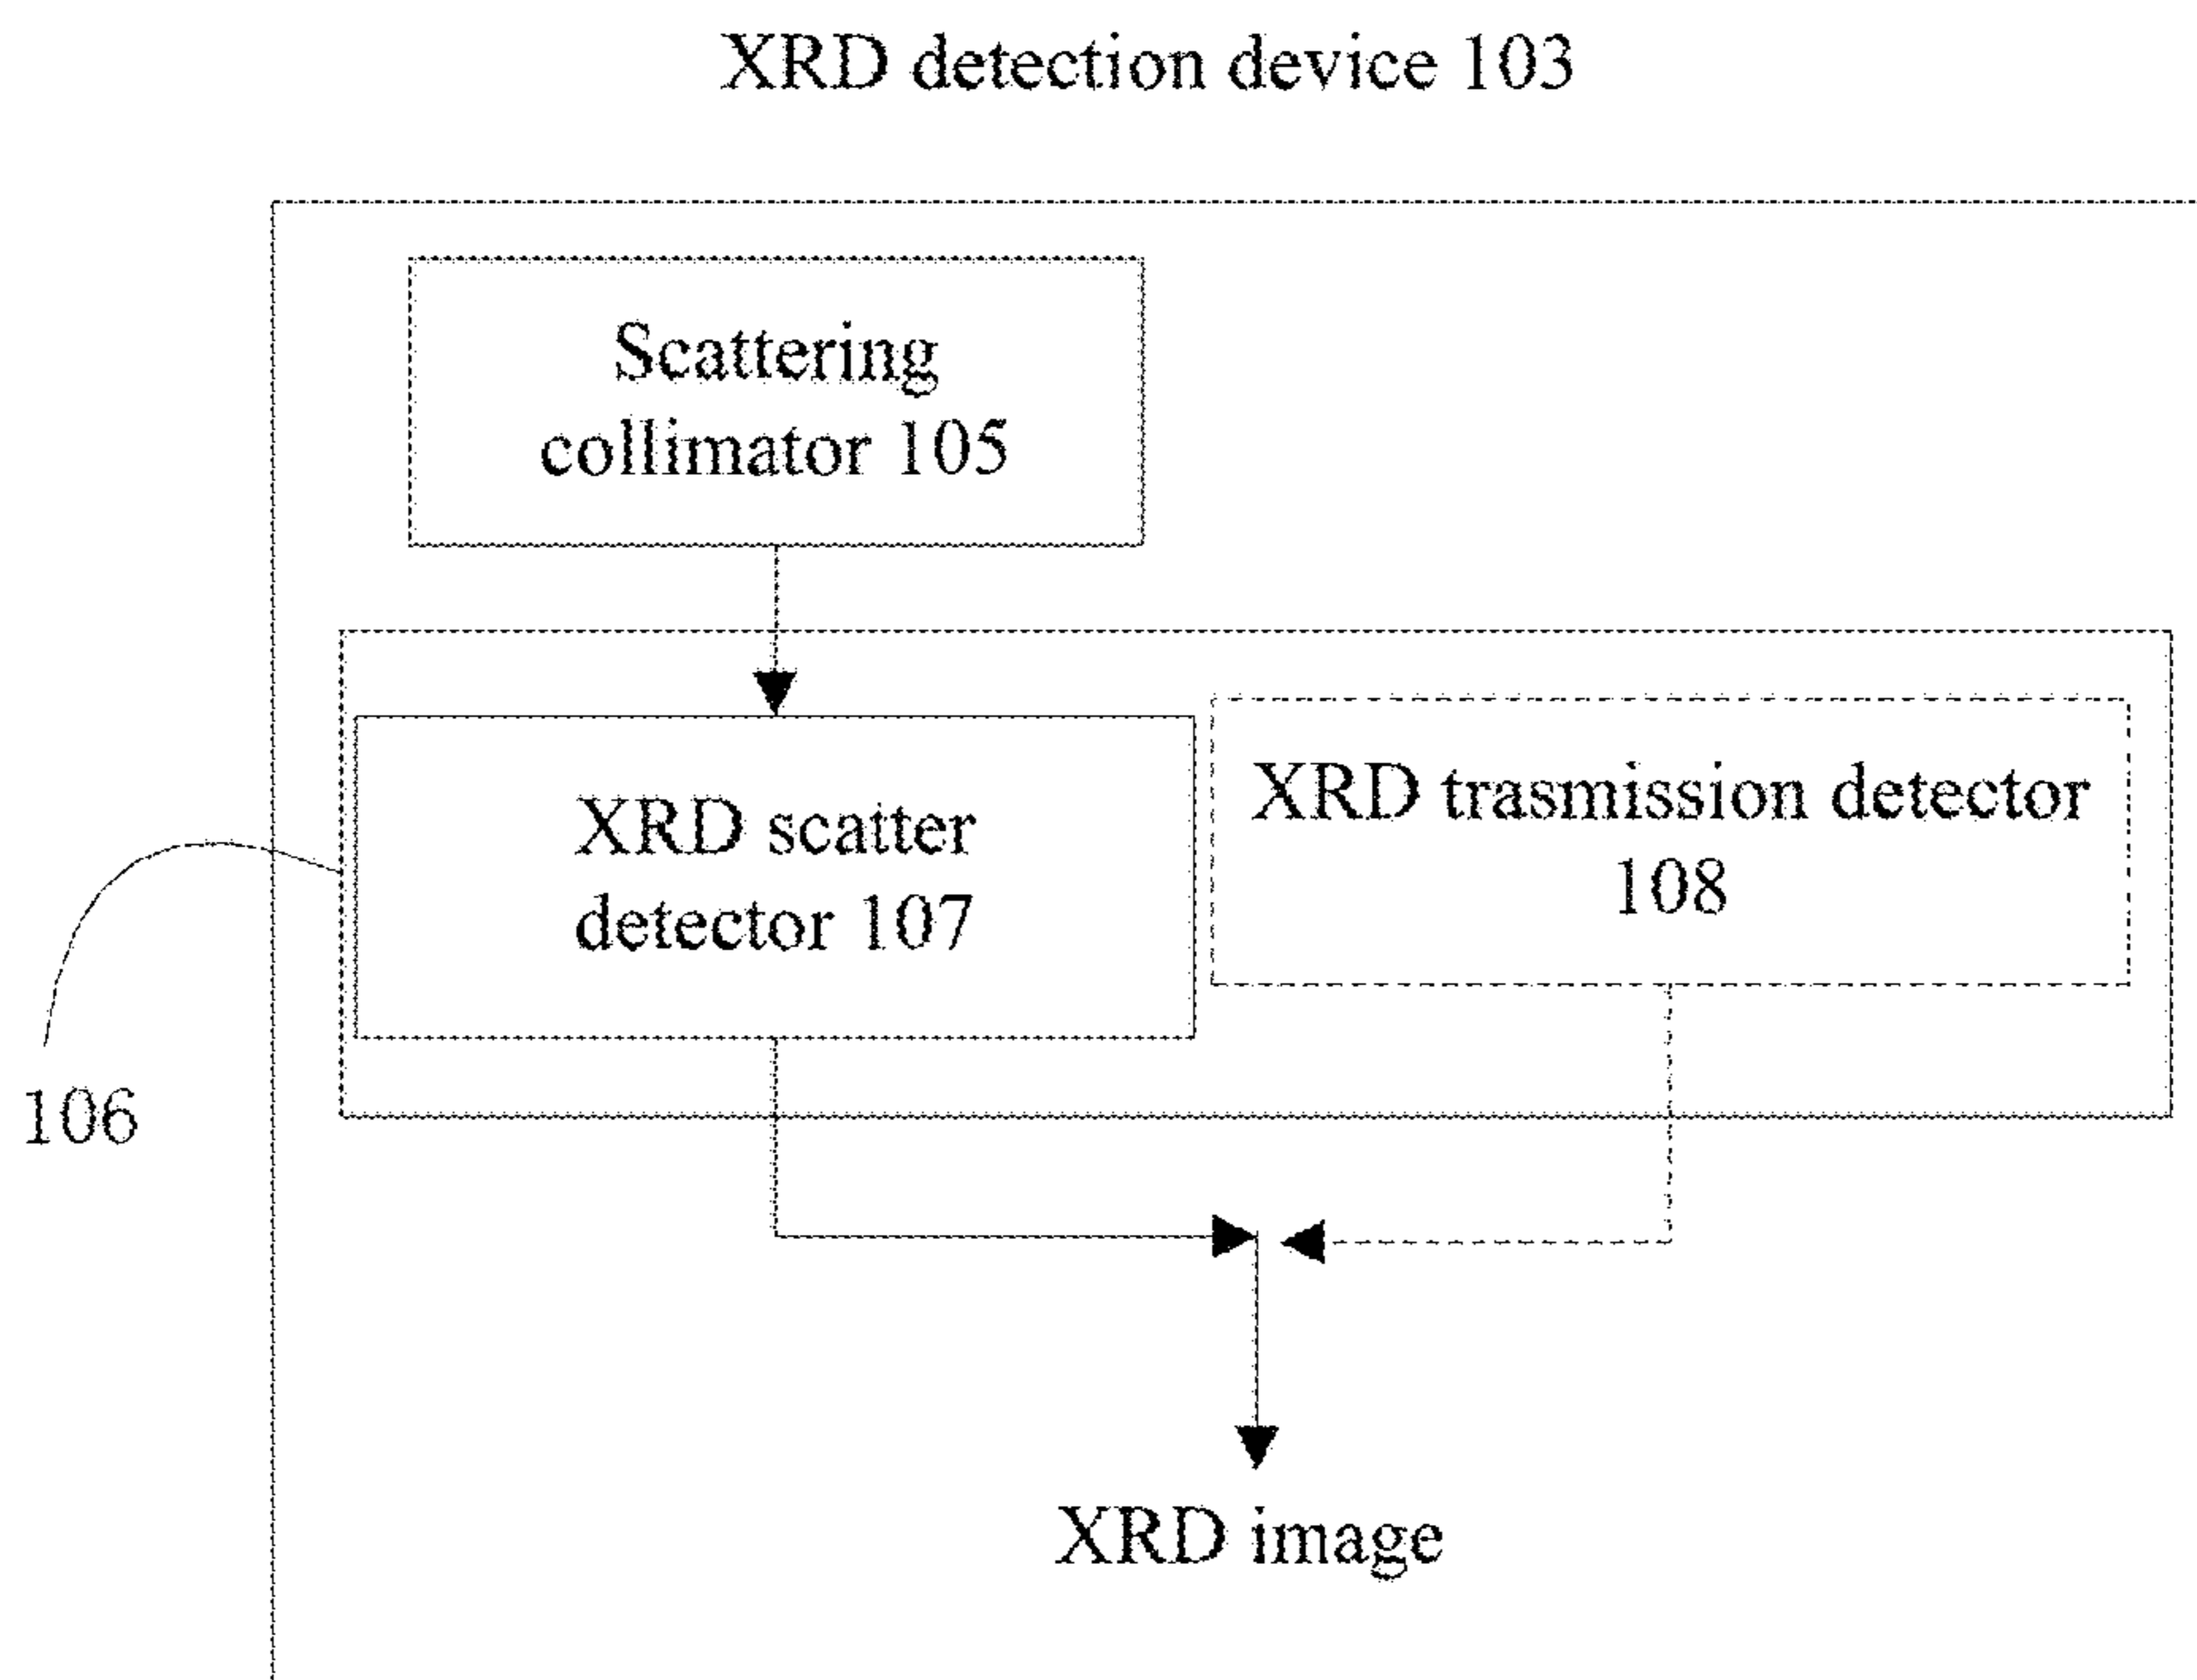 XRD detection device 103
Scattering
collimator 105
XRD scatter
detector 107
XRD trasmission detector
108
106
XRD image